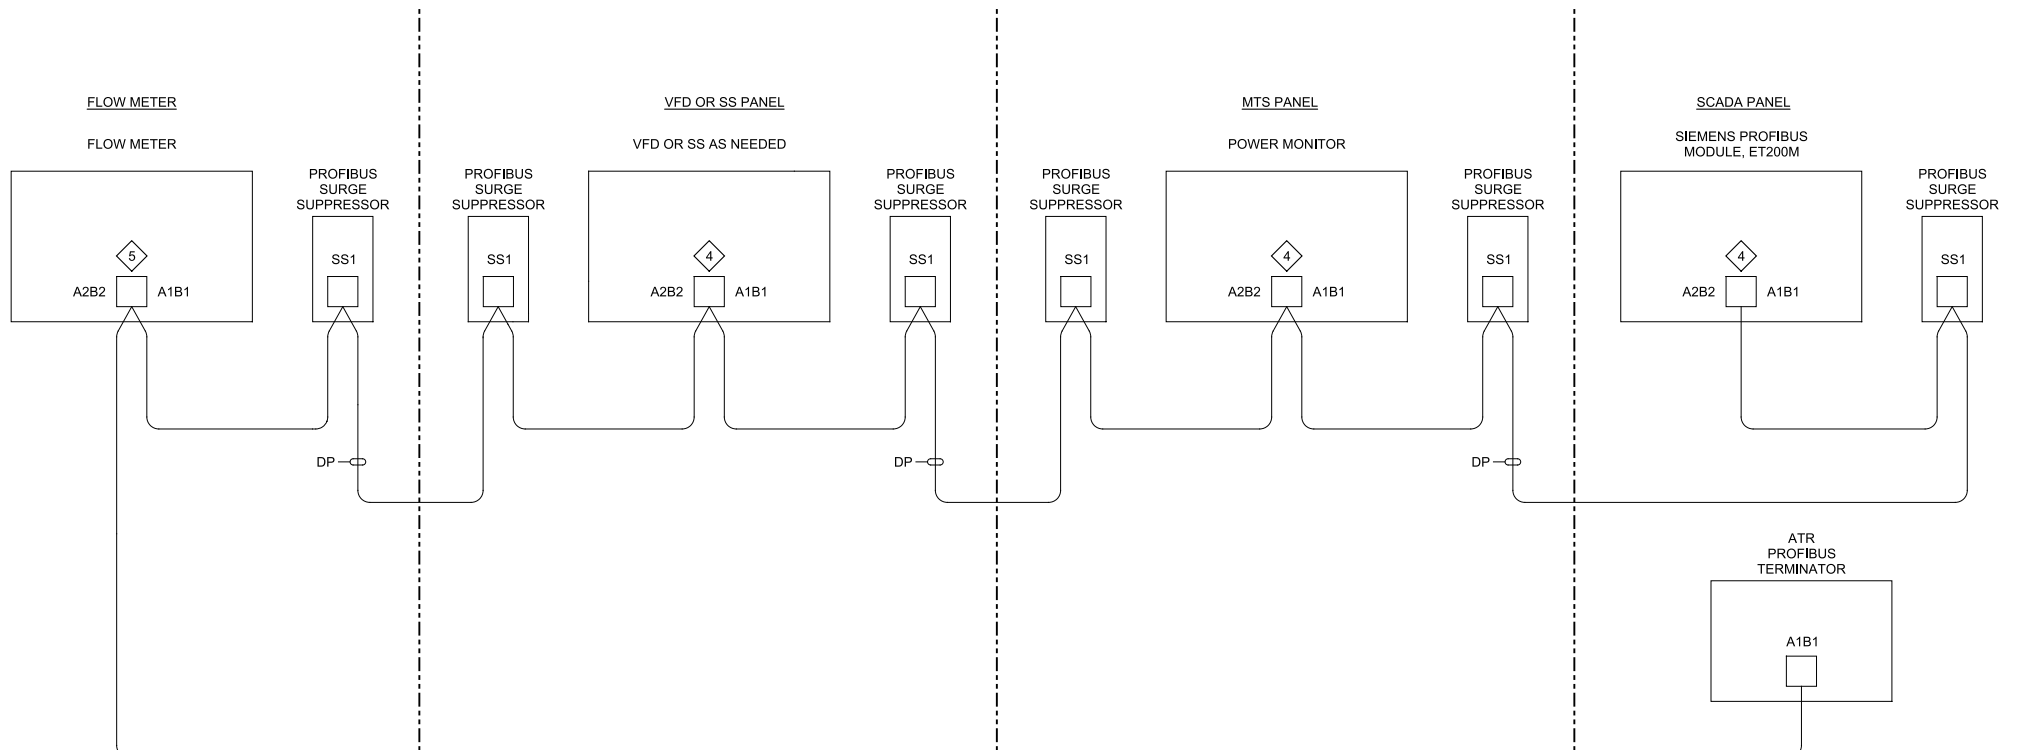 FLOW METER
FLOW METER
5
A2B2
A1B1
PROFIBUS
SURGE
SUPPRESSOR
SS1
DP
VFD OR SS PANEL
VFD OR SS AS NEEDED
PROFIBUS
SURGE
SUPPRESSOR
SS1
4
A2B2
A1B1
PROFIBUS
SURGE
SUPPRESSOR
SS1
DP
MTS PANEL
POWER MONITOR
PROFIBUS
SURGE
SUPPRESSOR
SS1
4
A2B2
A1B1
PROFIBUS
SURGE
SUPPRESSOR
SS1
DP
SCADA PANEL
SIEMENS PROFIBUS
MODULE, ET200M
4
A2B2
A1B1
PROFIBUS
SURGE
SUPPRESSOR
SS1
ATR
PROFIBUS
TERMINATOR
A1B1